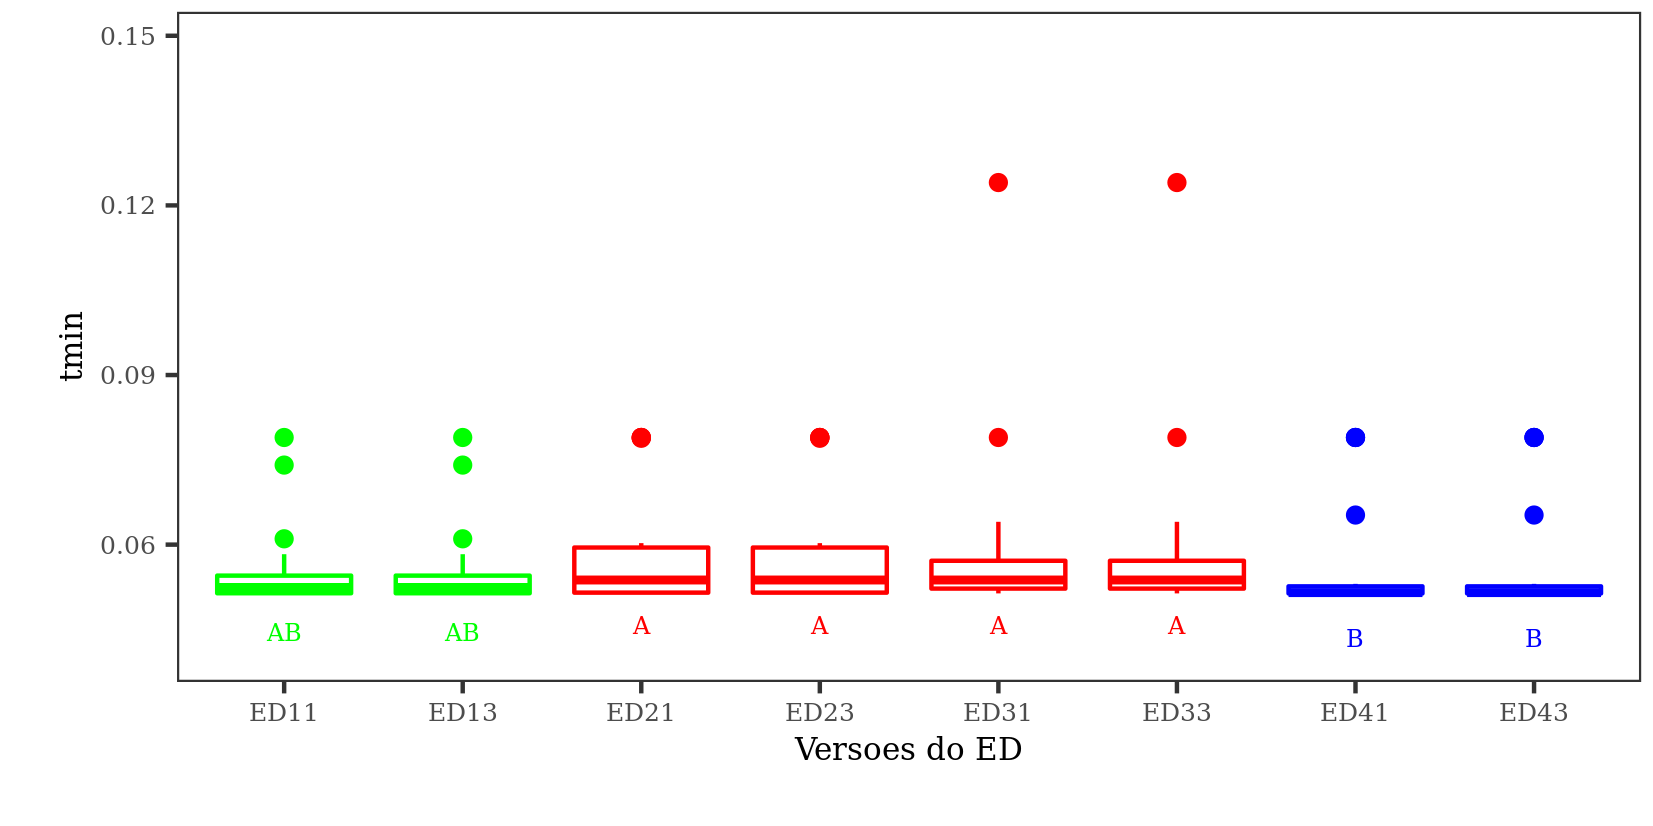 0.15
0.12
0.09
0.06
tmin
AB AB A A A A B B
ED11 ED13 ED21 ED23 ED31 ED33 ED41 ED43
Versoes do ED